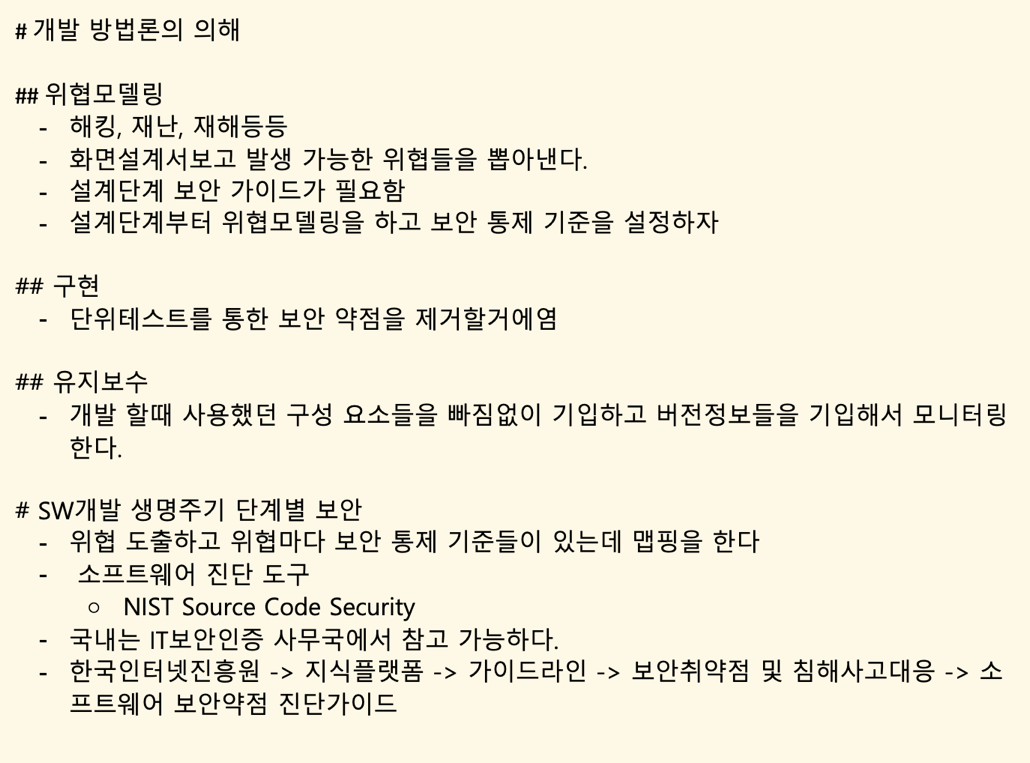 # 개발 방법론의 의해
## 위협모델링
- 해킹, 재난, 재해등등
- 화면설계서보고 발생 가능한 위협들을 뽑아낸다.
- 설계단계 보안 가이드가 필요함
- 설계단계부터 위협모델링을 하고 보안 통제 기준을 설정하자
## 구현
- 단위테스트를 통한 보안 약점을 제거할거에염
## 유지보수
- 개발 할때 사용했던 구성 요소들을 빠짐없이 기입하고 버전정보들을 기입해서 모니터링
한다.
# SW개발 생명주기 단계별 보안
- 위협 도출하고 위협마다 보안 통제 기준들이 있는데 맵핑을 한다
- 소프트웨어 진단 도구
○ NIST Source Code Security
- 국내는 IT보안인증 사무국에서 참고 가능하다.
- 한국인터넷진흥원 -> 지식플랫폼 -> 가이드라인 -> 보안취약점 및 침해사고대응 -> 소
프트웨어 보안약점 진단가이드